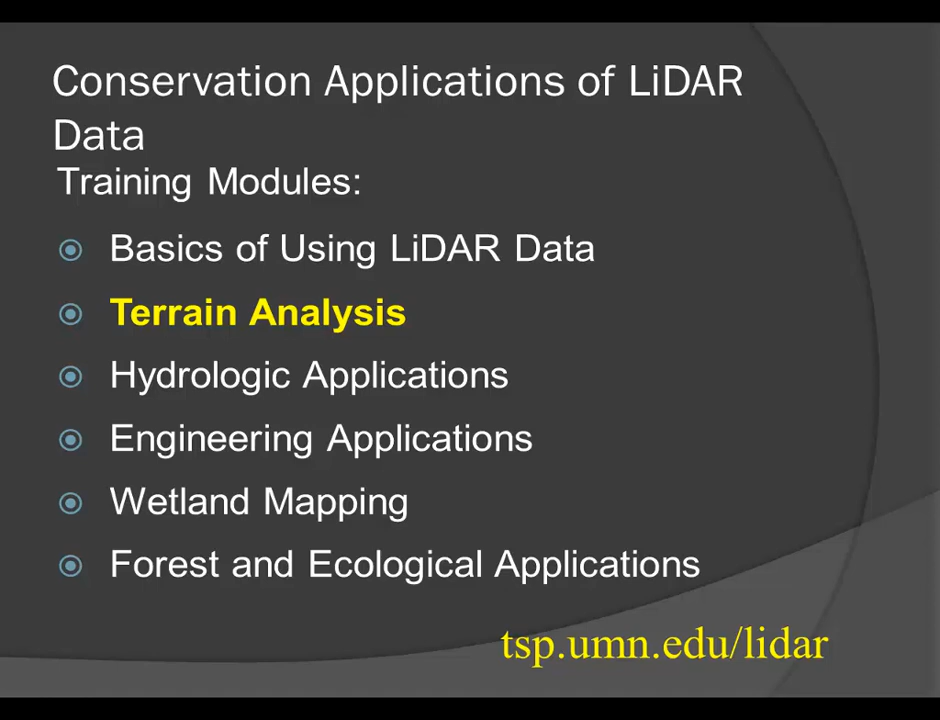 Conservation Applications of LiDAR
Data
Training Modules:
Basics of Using LiDAR Data
Terrain Analysis
Hydrologic Applications
Engineering Applications
Wetland Mapping
Forest and Ecological Applications
tsp.umn.edu/lidar